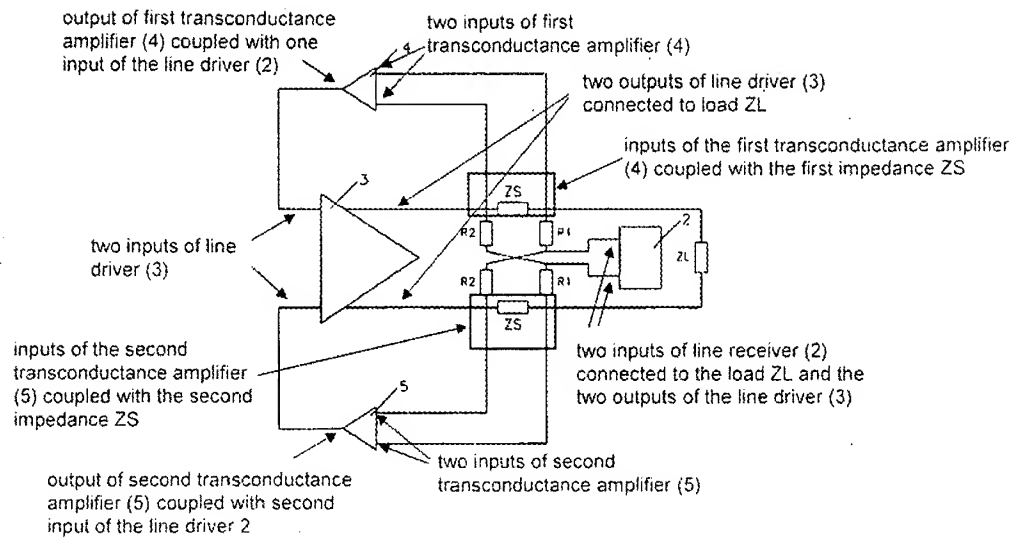 output of first transconductance
amplifier (4) coupled with one
input of the line driver (2)
two inputs of first
transconductance amplifier (4)
4
two outputs of line driver (3)
connected to load ZL
inputs of the first transconductance amplifier
(4) coupled with the first impedance ZS
3
ZS
R2
R1
2
ZL
two inputs of line
driver (3)
R2
R1
ZS
inputs of the second
transconductance amplifier
(5) coupled with the second
impedance ZS
two inputs of line receiver (2)
connected to the load ZL and the
two outputs of the line driver (3)
5
two inputs of second
transconductance amplifier (5)
output of second transconductance
amplifier (5) coupled with second
input of the line driver 2